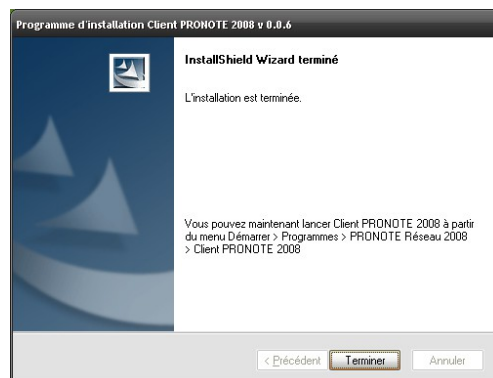 Programme d'installation Client PRONOTE 2008 v 0.0.6
InstallShield Wizard terminé
L'installation est terminée.
Vous pouvez maintenant lancer Client PRONOTE 2008 à partir
du menu Démarrer > Programmes > PRONOTE Réseau 2008
> Client PRONOTE 2008
< Précédent
Terminer
Annuler